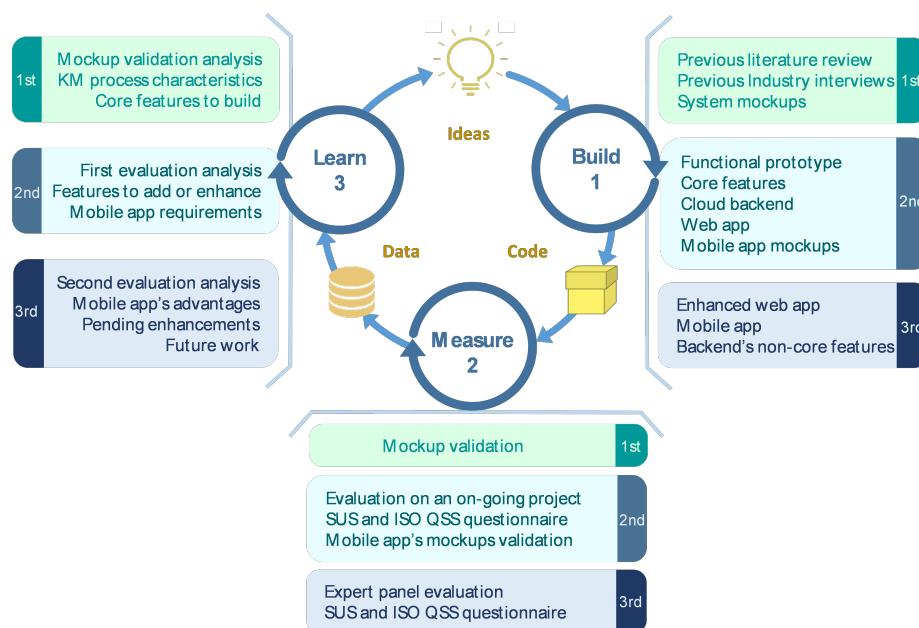 Mockup validation analysis
KM process characteristics
Core features to build
1st
First evaluation analysis
Features to add or enhance
Mobile app requirements
2nd
Second evaluation analysis
Mobile app's advantages
Pending enhancements
Future work
3rd
Ideas
Learn
3
Build
1
Data
Code
Measure
2
Previous literature review
Previous Industry interviews
System mockups
1st
Functional prototype
Core features
Cloud backend
Web app
Mobile app mockups
2nd
Enhanced web app
Mobile app
Backend's non-core features
3rd
Mockup validation
1st
Evaluation on an on-going project
SUS and ISO QSS questionnaire
Mobile app's mockups validation
2nd
Expert panel evaluation
SUS and ISO QSS questionnaire
3rd